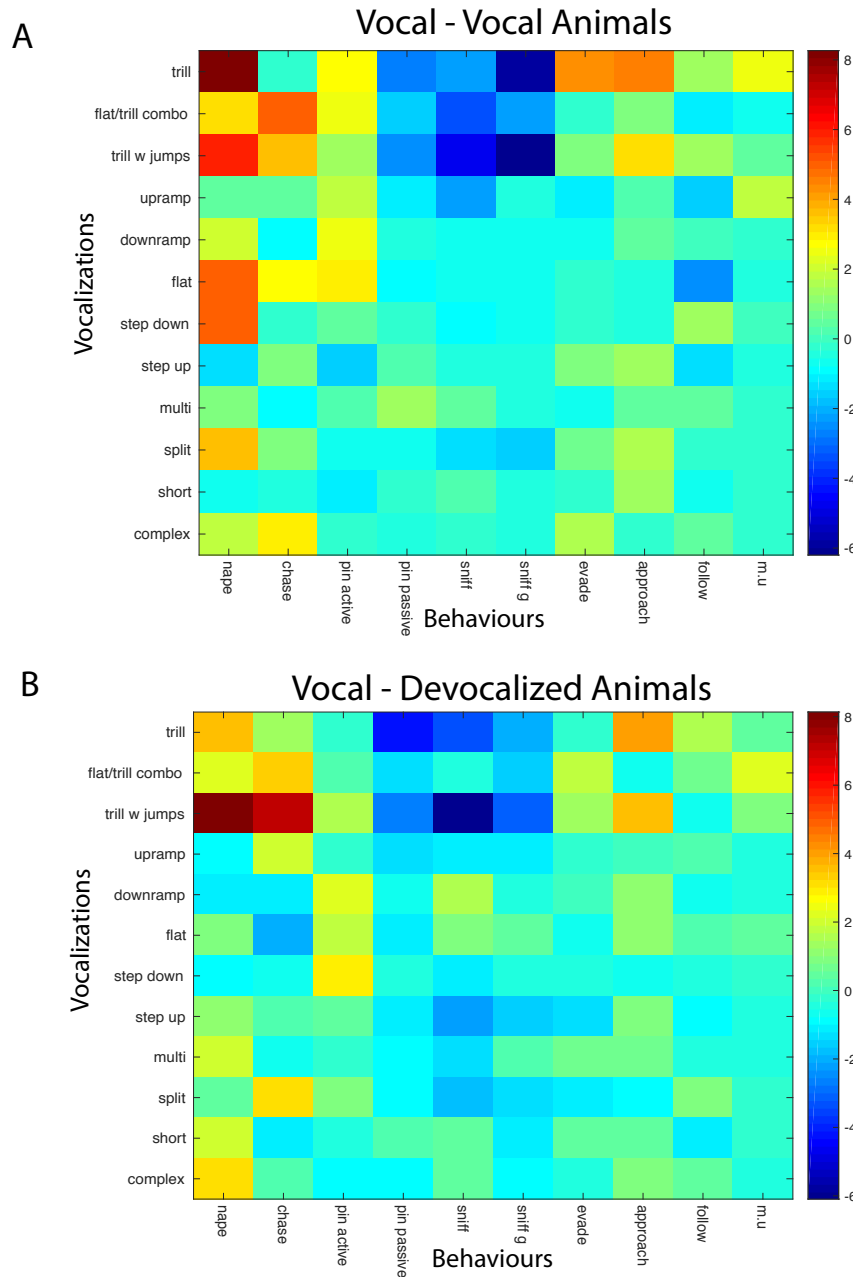 A
Vocal - Vocal Animals
Vocalizations
trill
flat/trill combo
trill w jumps
upramp
downramp
flat
step down
step up
multi
split
short
complex
nape
chase
pin active
pin passive
sniff
sniff g
evade
approach
follow
m.u
Behaviours
8
6
4
2
0
-2
-4
-6
B
Vocal - Devocalized Animals
Vocalizations
trill
flat/trill combo
trill w jumps
upramp
downramp
flat
step down
step up
multi
split
short
complex
nape
chase
pin active
pin passive
sniff
sniff g
evade
approach
follow
m.u
Behaviours
8
6
4
2
0
-2
-4
-6